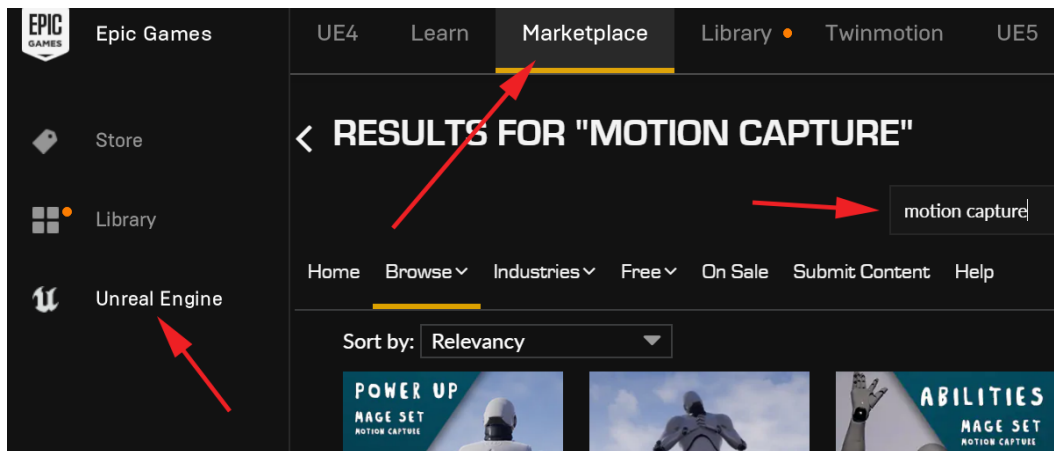 EPIC
GAMES
Epic Games
UE4 Learn Marketplace Library Twinmotion UE5
Store
Library
Unreal Engine
RESULTS FOR "MOTION CAPTURE"
motion capture
Home Browse Industries Free On Sale Submit Content Help
Sort by: Relevancy
POWER UP
MAGE SET
MOTION CAPTURE
ABILITIES
MAGE SET
MOTION CAPTURE